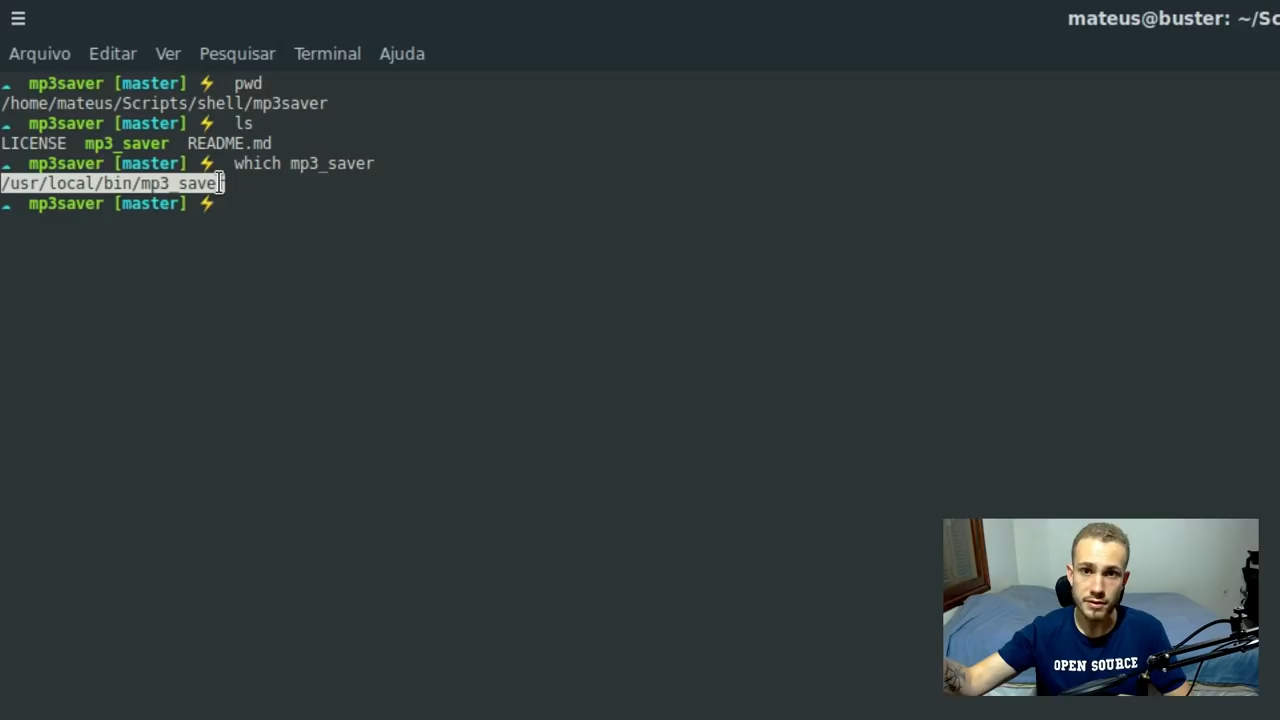 mateus@buster: ~/Sc
Arquivo Editar Ver Pesquisar Terminal Ajuda
mp3saver [master] ⚡ pwd
/home/mateus/Scripts/shell/mp3saver
mp3saver [master] ⚡ ls
LICENSE mp3_saver README.md
mp3saver [master] ⚡ which mp3_saver
/usr/local/bin/mp3_saver
mp3saver [master] ⚡
OPEN SOURCE